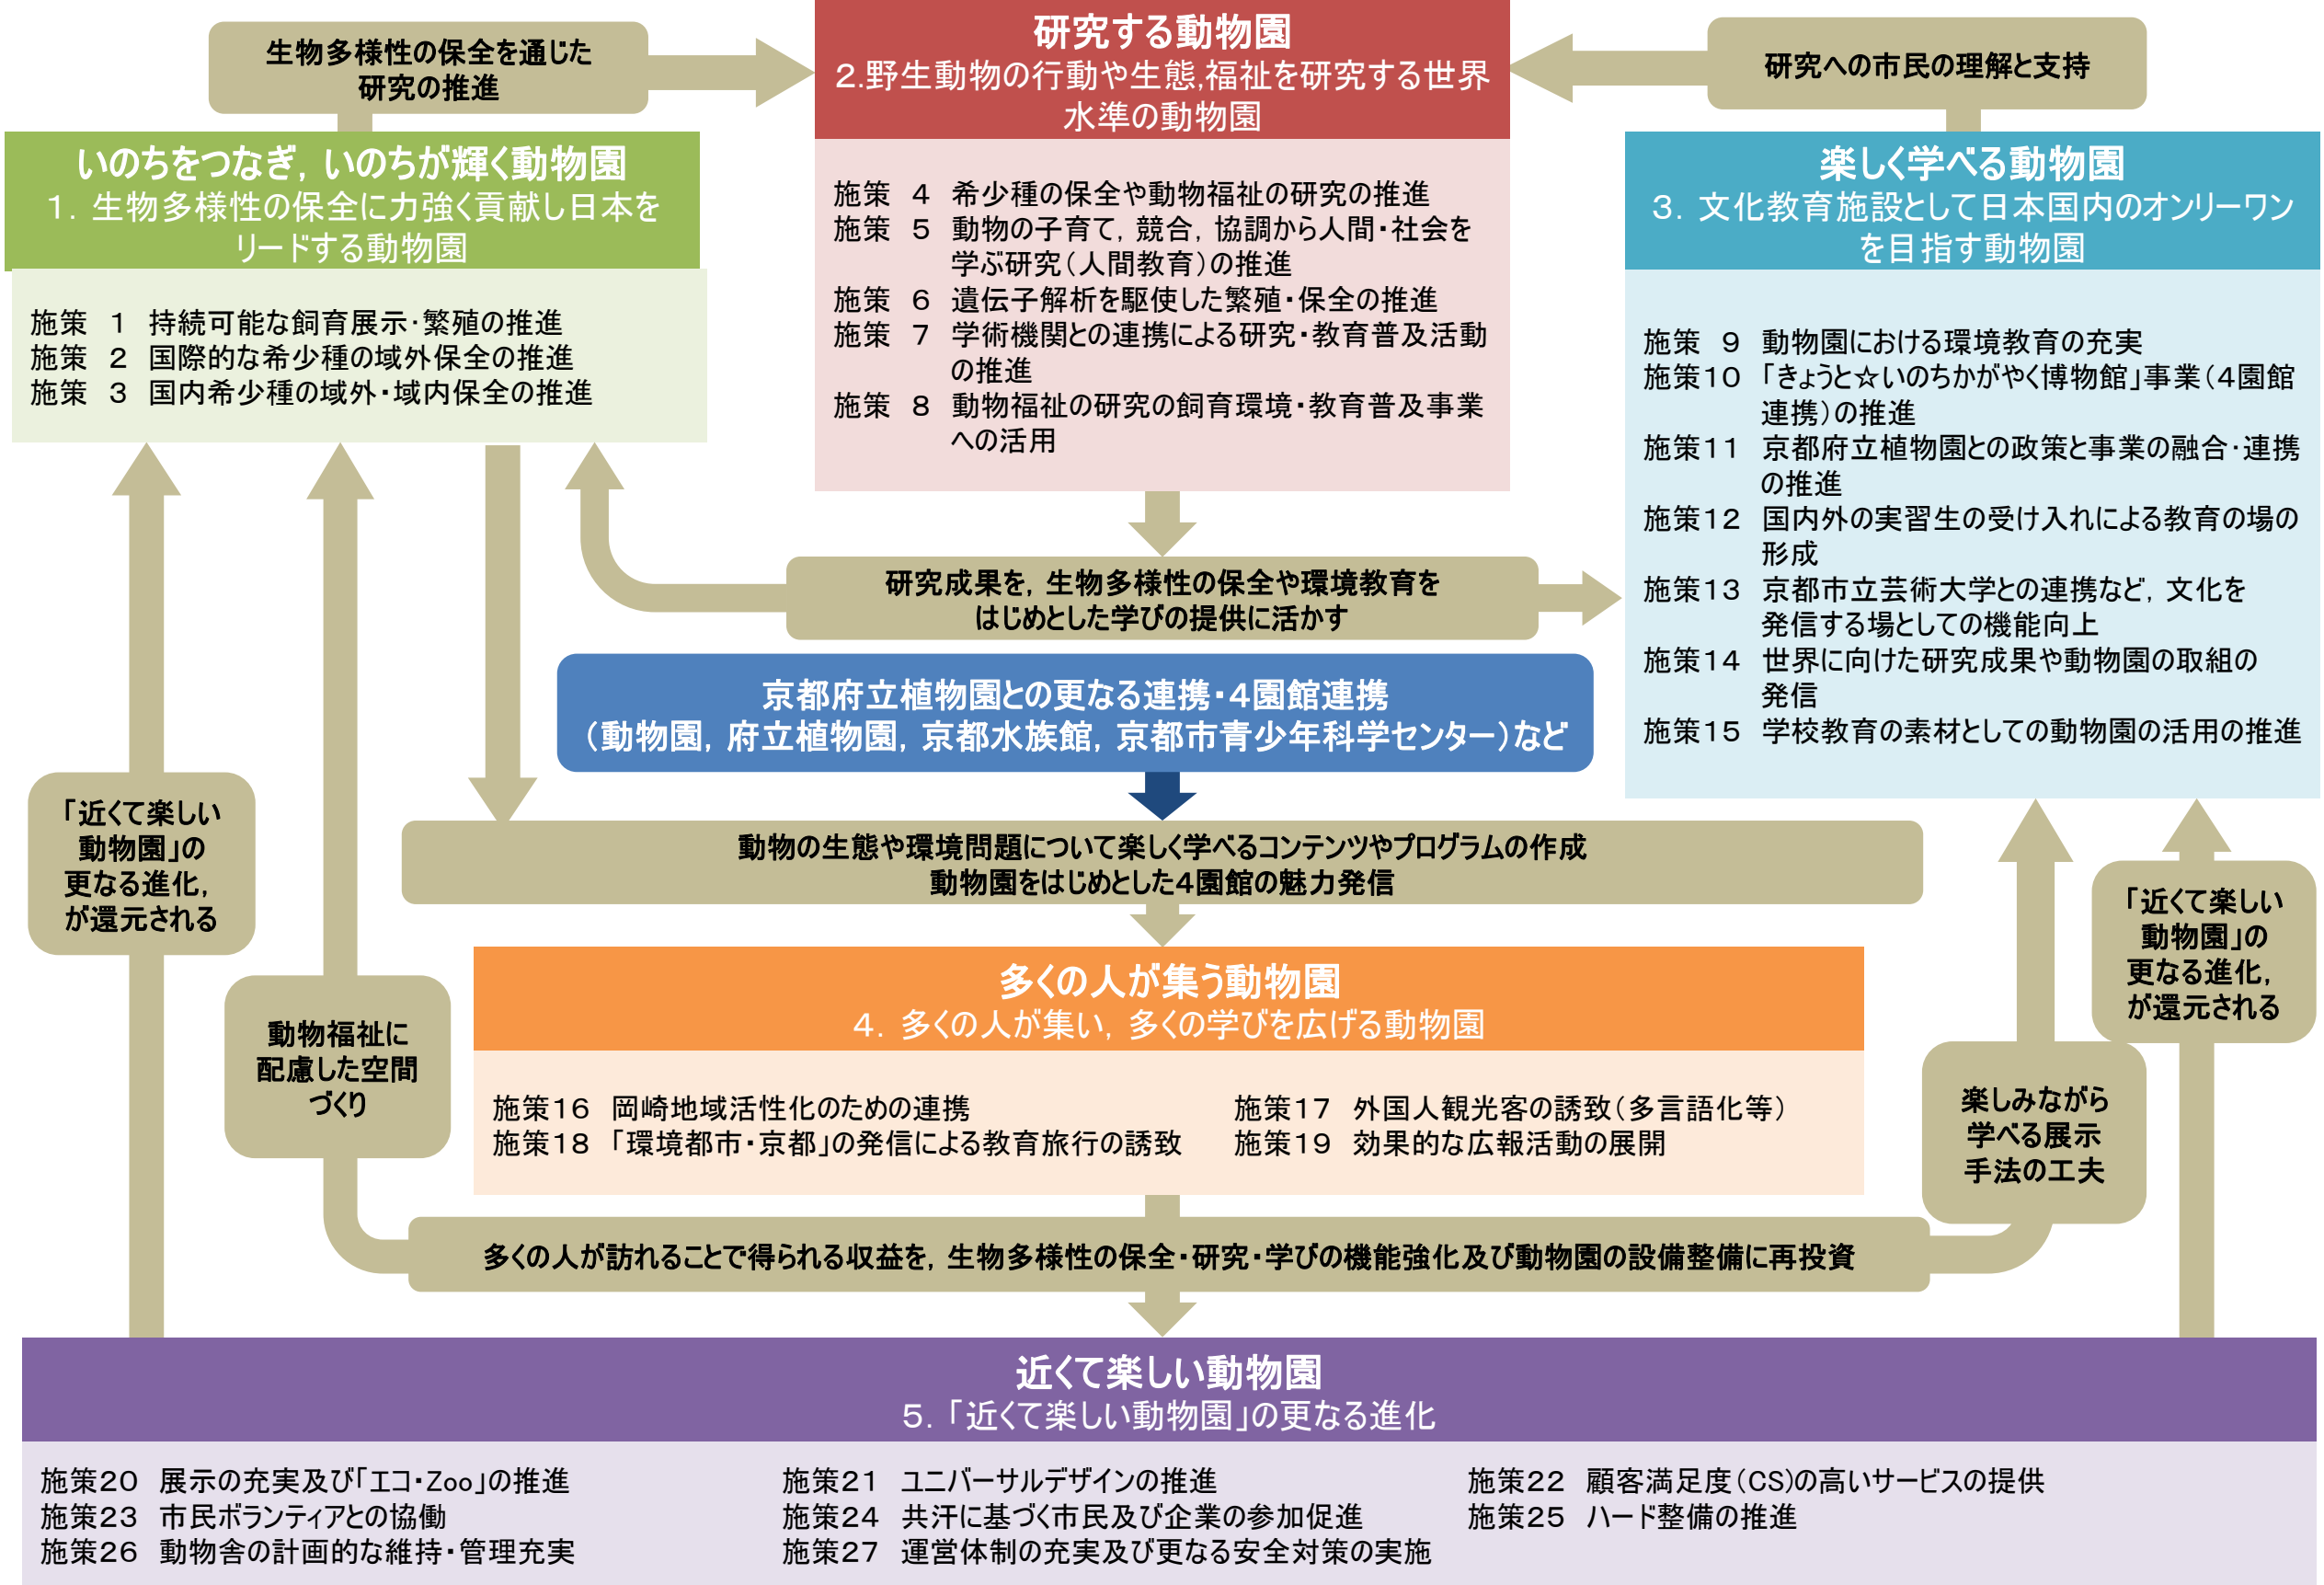 生物多様性の保全を通じた
研究の推進
研究する動物園
2.野生動物の行動や生態,福祉を研究する世界
水準の動物園
研究への市民の理解と支持
いのちをつなぎ，いのちが輝く動物園
１．生物多様性の保全に力強く貢献し日本を
リードする動物園
施策　１　持続可能な飼育展示・繁殖の推進
施策　２　国際的な希少種の域外保全の推進
施策　３　国内希少種の域外・域内保全の推進
施策　４　希少種の保全や動物福祉の研究の推進
施策　５　動物の子育て，競合，協調から人間・社会を
学ぶ研究（人間教育）の推進
施策　６　遺伝子解析を駆使した繁殖・保全の推進
施策　７　学術機関との連携による研究・教育普及活動
の推進
施策　８　動物福祉の研究の飼育環境・教育普及事業
への活用
楽しく学べる動物園
３．文化教育施設として日本国内のオンリーワン
を目指す動物園
施策　９　動物園における環境教育の充実
施策１０　「きょうと☆いのちかがやく博物館」事業（４園館
連携）の推進
施策１１　京都府立植物園との政策と事業の融合・連携
の推進
施策１２　国内外の実習生の受け入れによる教育の場の
形成
施策１３　京都市立芸術大学との連携など，文化を
発信する場としての機能向上
施策１４　世界に向けた研究成果や動物園の取組の
発信
施策１５　学校教育の素材としての動物園の活用の推進
研究成果を，生物多様性の保全や環境教育を
はじめとした学びの提供に活かす
京都府立植物園との更なる連携・４園館連携
（動物園，府立植物園，京都水族館，京都市青少年科学センター）など
動物の生態や環境問題について楽しく学べるコンテンツやプログラムの作成
動物園をはじめとした４園館の魅力発信
「近くて楽しい
動物園」の
更なる進化，
が還元される
動物福祉に
配慮した空間
づくり
多くの人が集う動物園
４．多くの人が集い，多くの学びを広げる動物園
施策１６　岡崎地域活性化のための連携
施策１７　外国人観光客の誘致（多言語化等）
施策１８　「環境都市・京都」の発信による教育旅行の誘致
施策１９　効果的な広報活動の展開
「近くて楽しい
動物園」の
更なる進化，
が還元される
楽しみながら
学べる展示
手法の工夫
多くの人が訪れることで得られる収益を，生物多様性の保全・研究・学びの機能強化及び動物園の設備整備に再投資
近くて楽しい動物園
５．「近くて楽しい動物園」の更なる進化
施策２０　展示の充実及び「エコ・Zoo」の推進
施策２１　ユニバーサルデザインの推進
施策２２　顧客満足度（CS)の高いサービスの提供
施策２３　市民ボランティアとの協働
施策２４　共汗に基づく市民及び企業の参加促進
施策２５　ハード整備の推進
施策２６　動物舎の計画的な維持・管理充実
施策２７　運営体制の充実及び更なる安全対策の実施